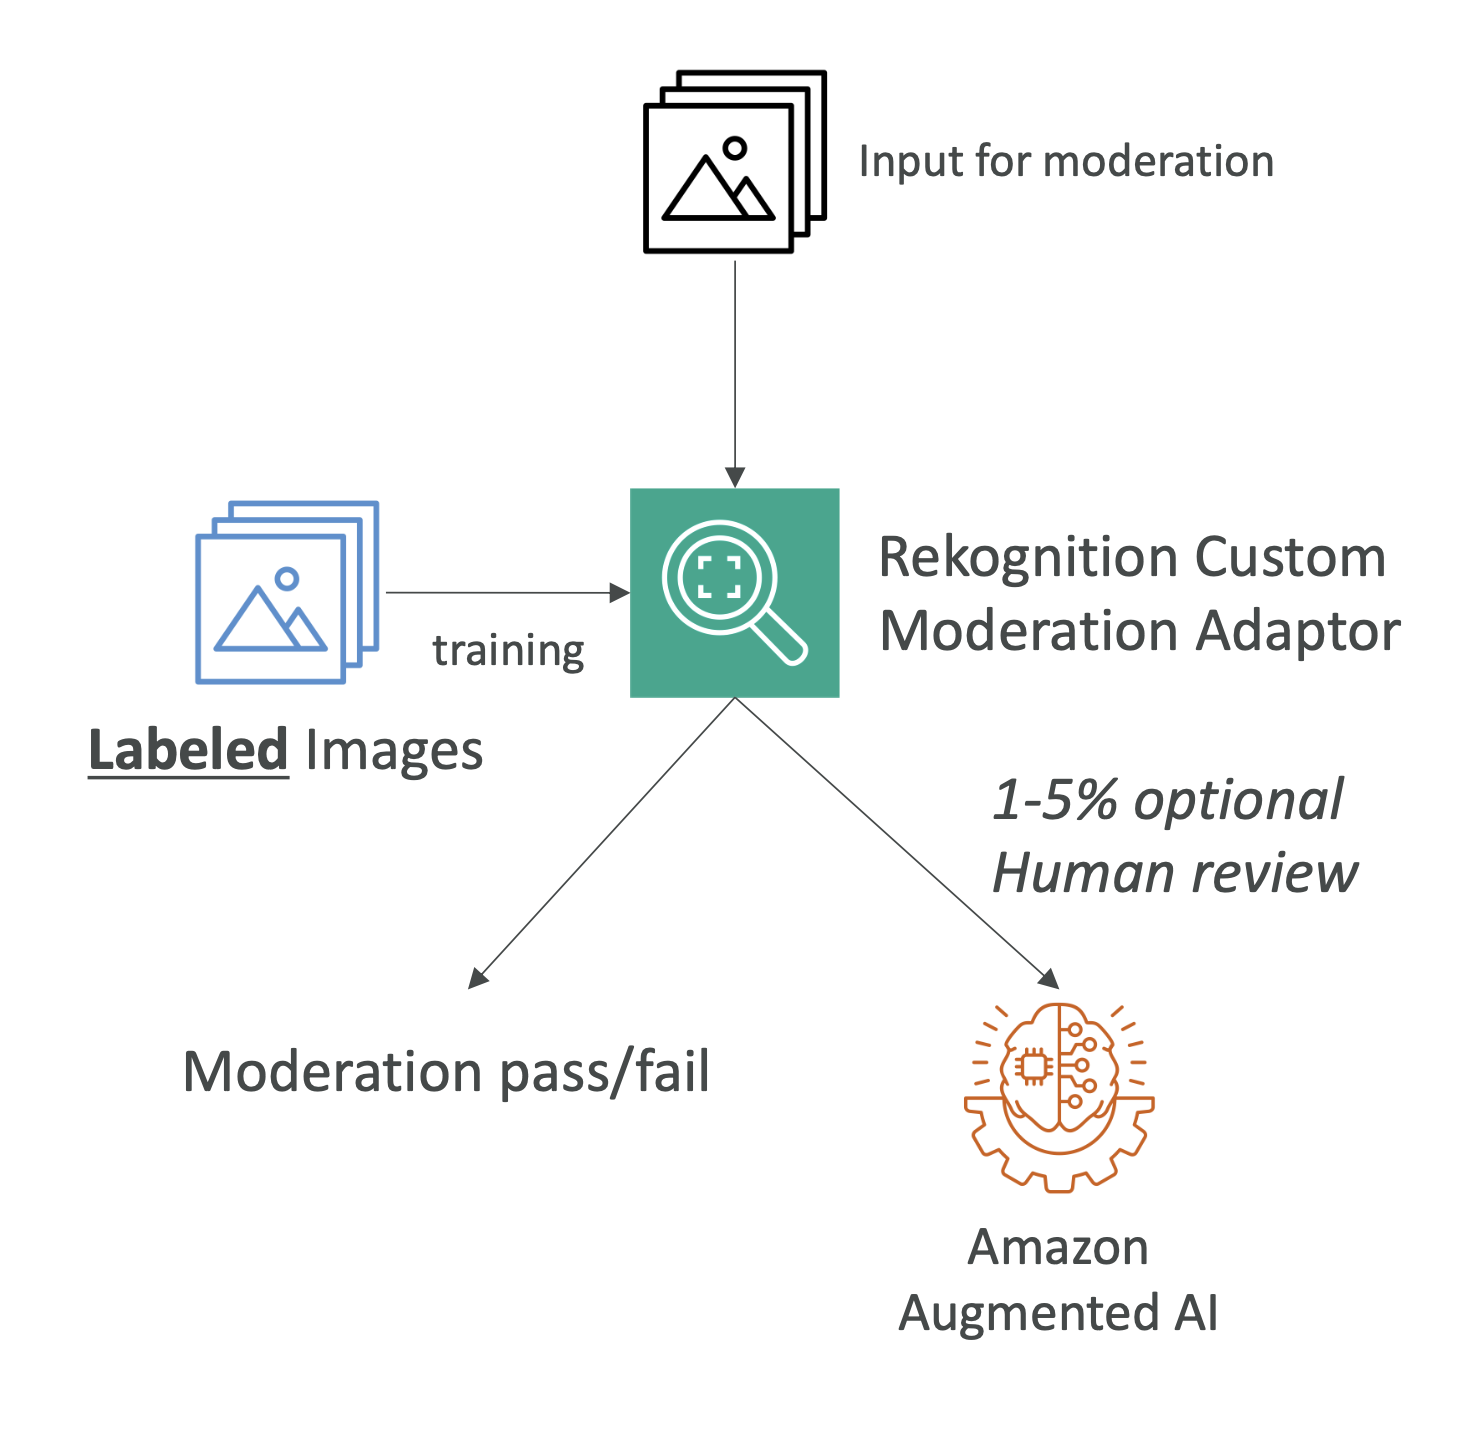 Input for moderation
Rekognition Custom
Moderation Adaptor
training
Labeled Images
1-5% optional
Human review
Moderation pass/fail
Amazon
Augmented AI